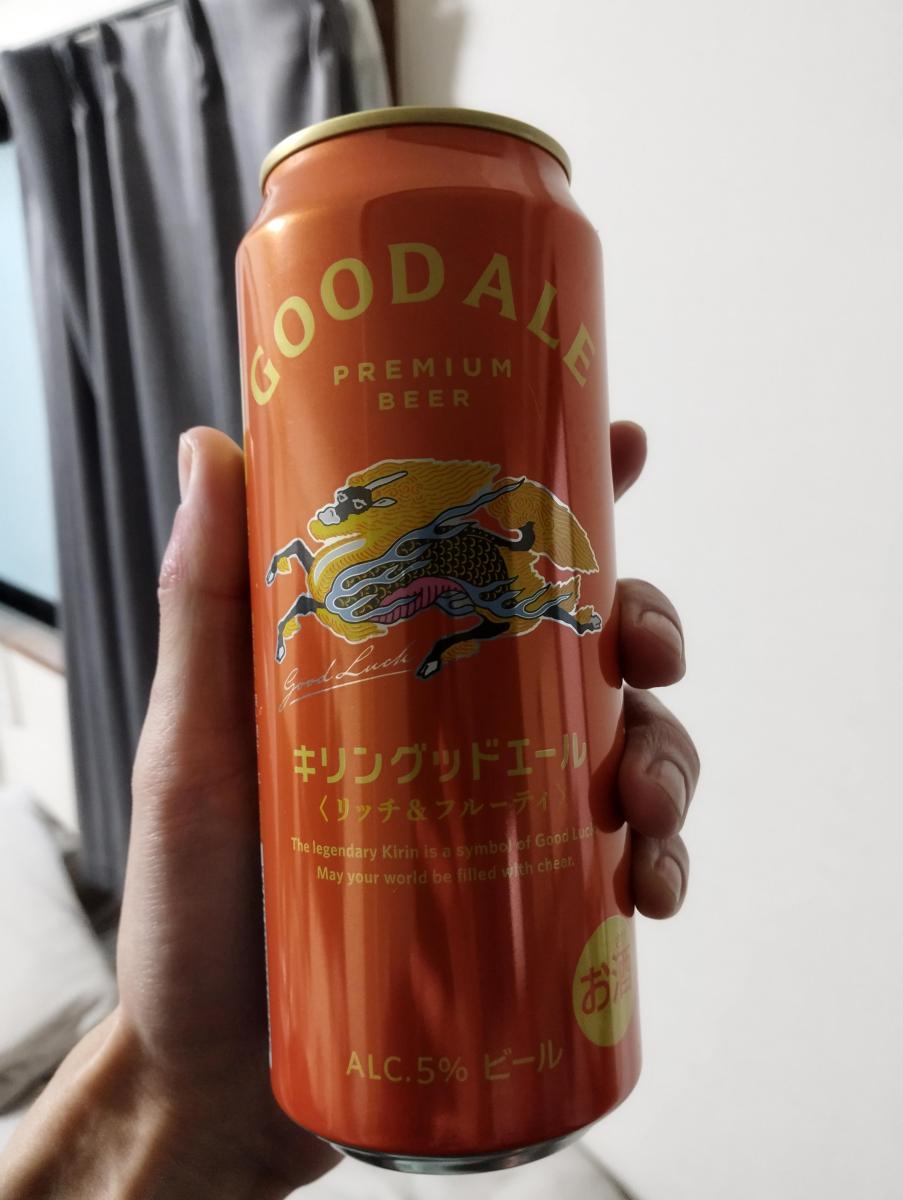 GOOD ALE
PREMIUM
BEER
Good Luck
キリングッドエール
〈リッチ&フルーティ〉
The legendary Kirin is a symbol of Good Luck.
May your world be filled with cheer.
お酒
ALC.5% ビール